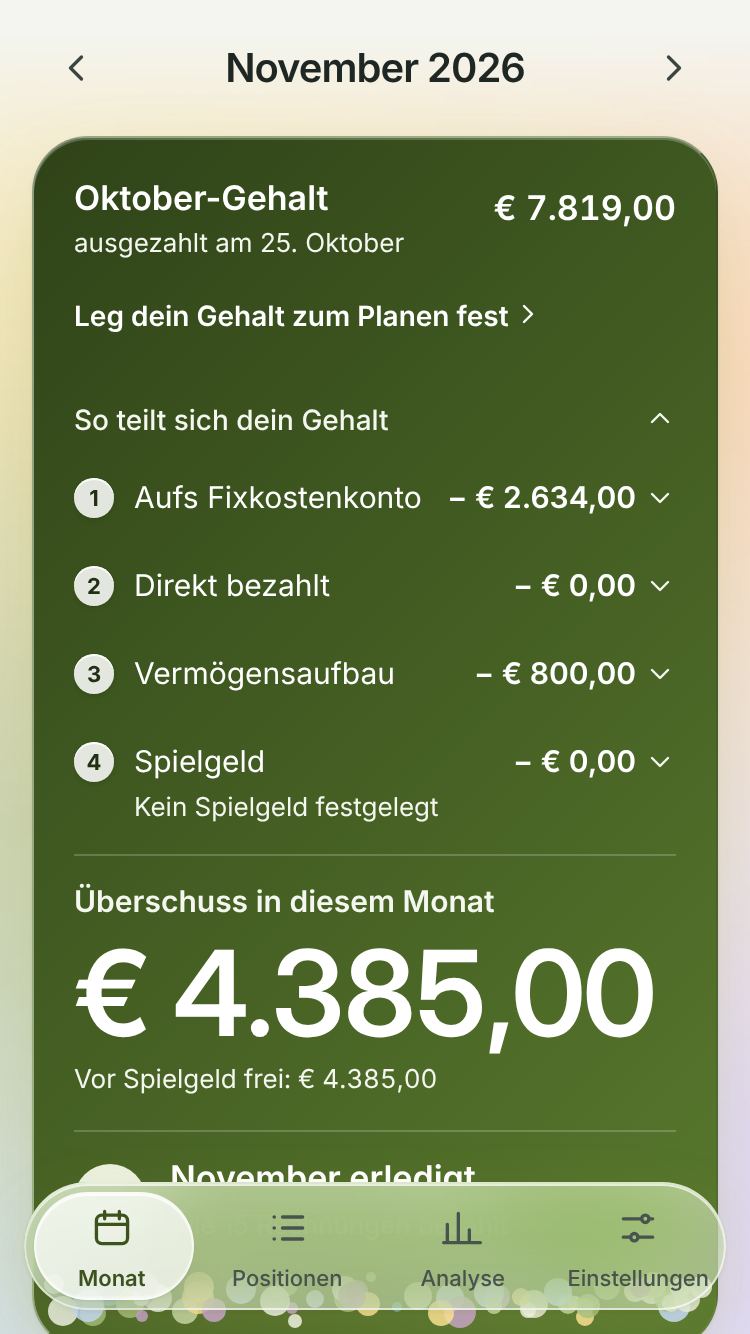 November 2026
Oktober-Gehalt
€ 7.819,00
ausgezahlt am 25. Oktober
Leg dein Gehalt zum Planen fest
So teilt sich dein Gehalt
1 Aufs Fixkostenkonto – € 2.634,00
2 Direkt bezahlt – € 0,00
3 Vermögensaufbau – € 800,00
4 Spielgeld – € 0,00
Kein Spielgeld festgelegt
Überschuss in diesem Monat
€ 4.385,00
Vor Spielgeld frei: € 4.385,00
November erledigt
Monat Positionen Analyse Einstellungen